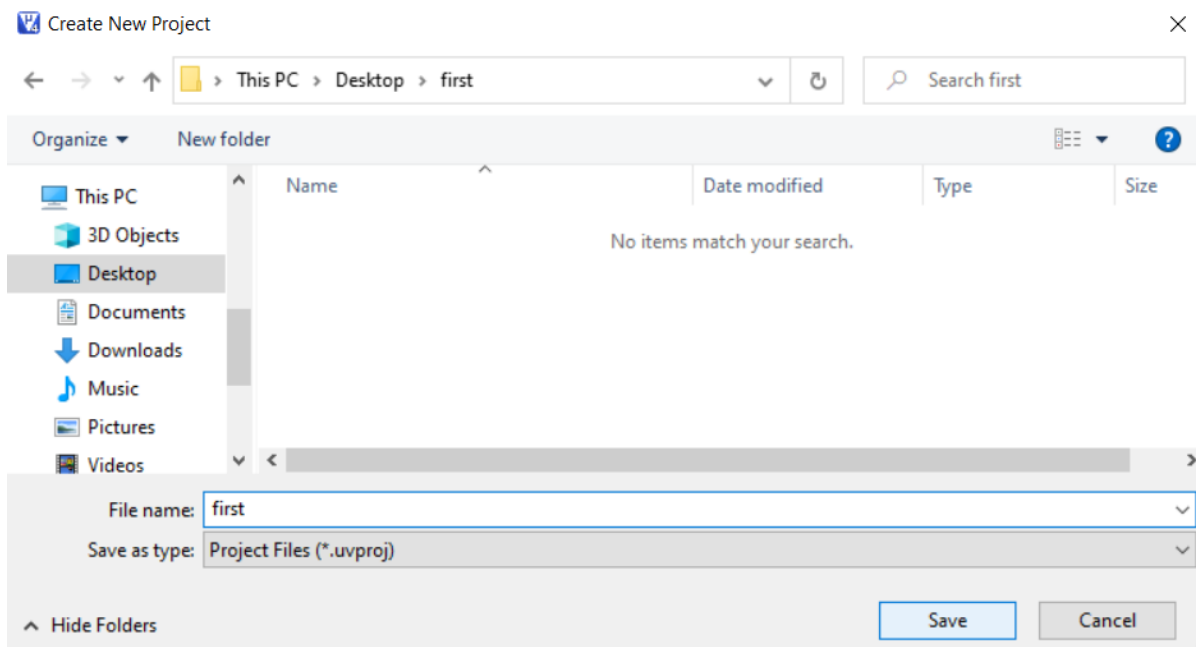 Create New Project
This PC > Desktop > first
Search first
Organize
New folder
?
Name
Date modified
Type
Size
This PC
3D Objects
Desktop
Documents
Downloads
Music
Pictures
Videos
No items match your search.
File name: first
Save as type: Project Files (*.uvproj)
Hide Folders
Save
Cancel